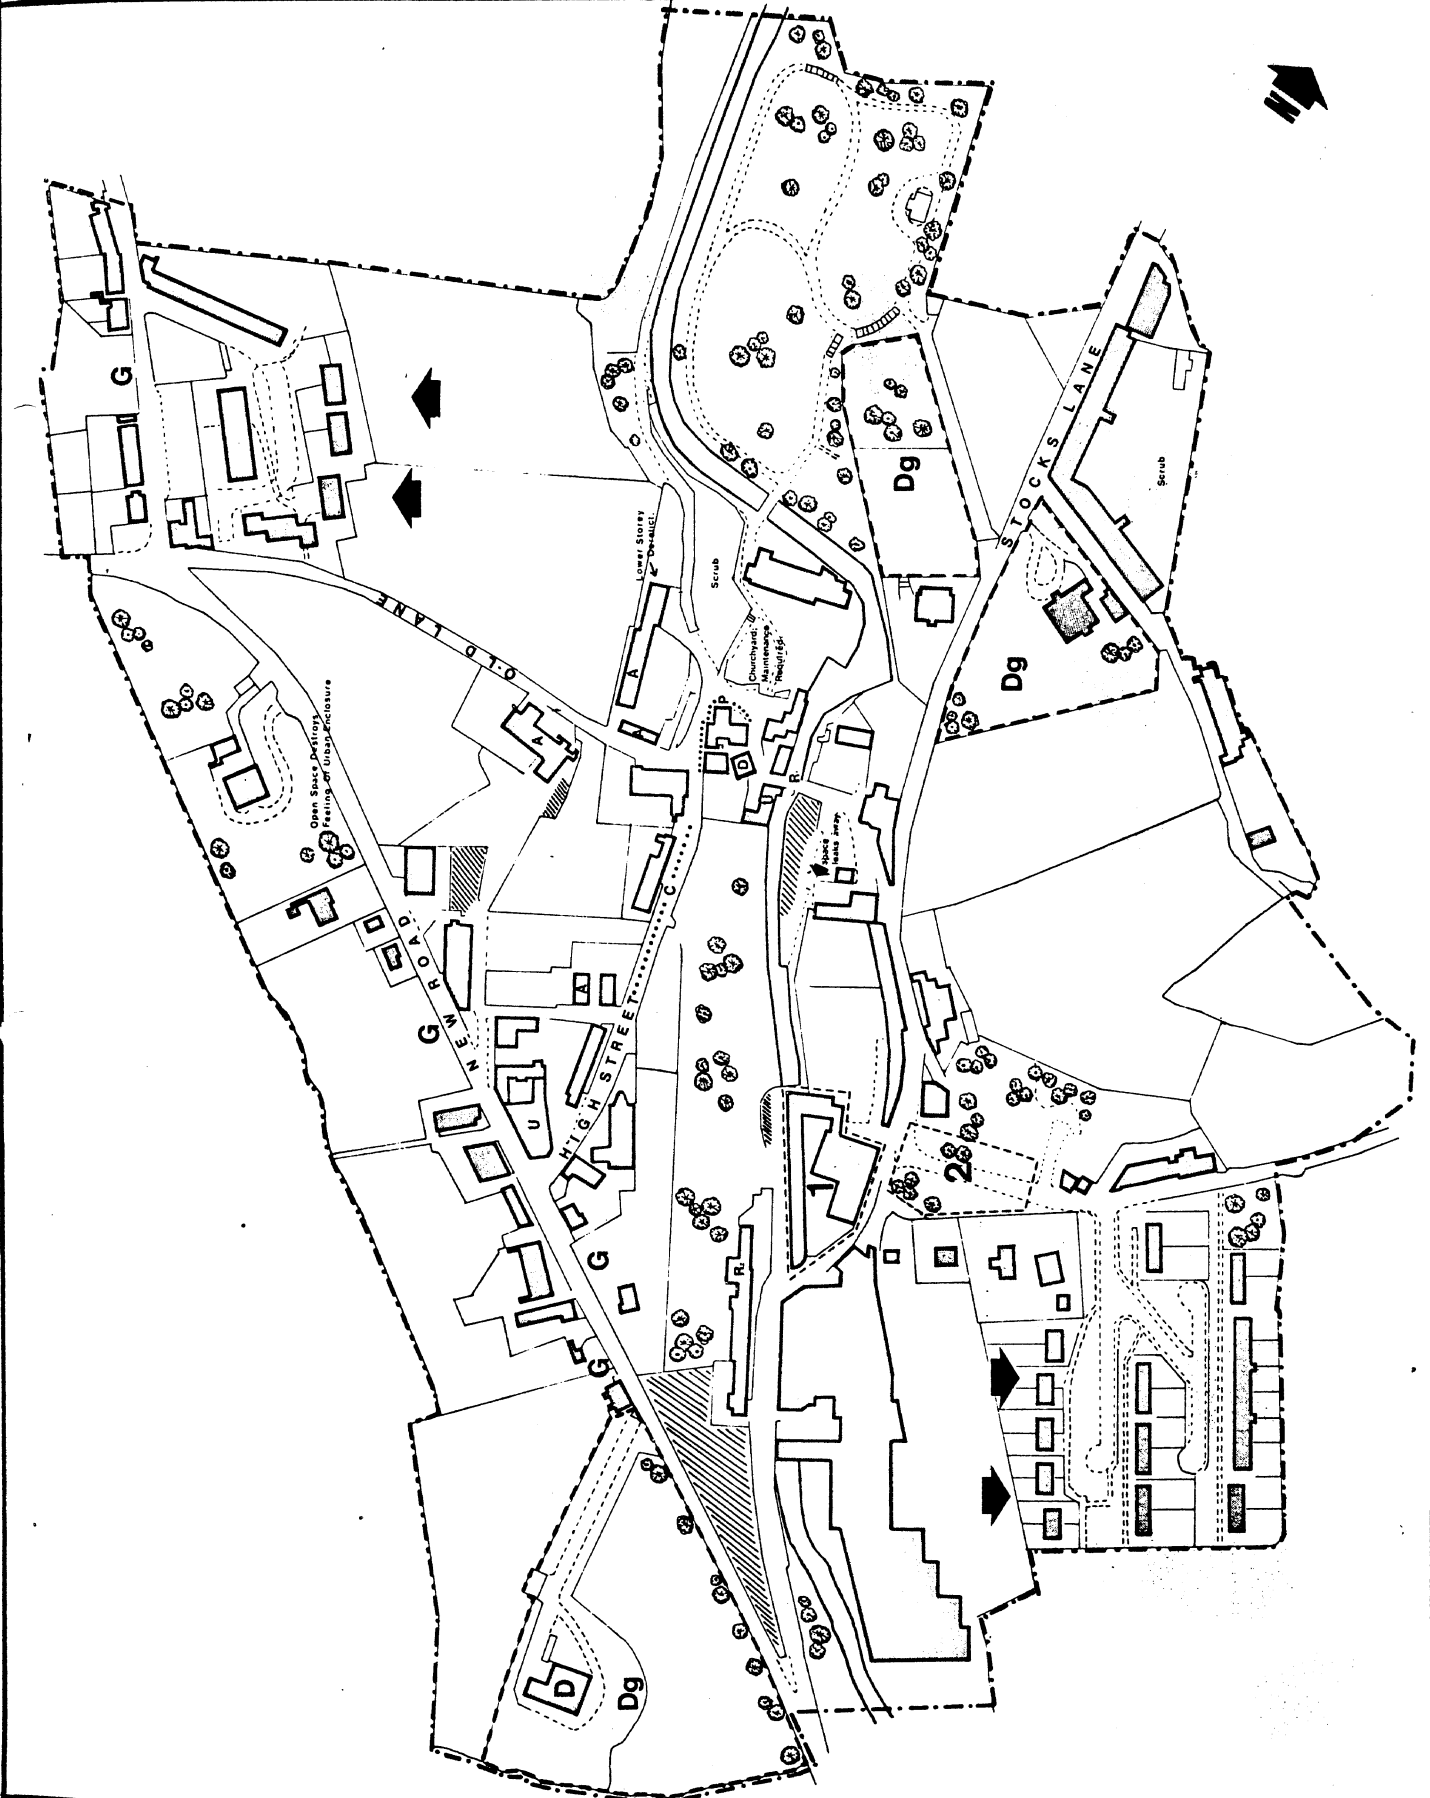 N
G
OLD LANE
Lower Storey
Derelict
Scrub
Churchyard:
Maintenance
Required
Dg
STOCKS LANE
Scrub
Dg
Open Space Destroys
Feeling Of Urban Enclosure
A
A
A
P
D
U
R.
space
leaks away
C
NEW ROAD
G
A
HIGH STREET
U
1
2
G
G
R.
D
Dg